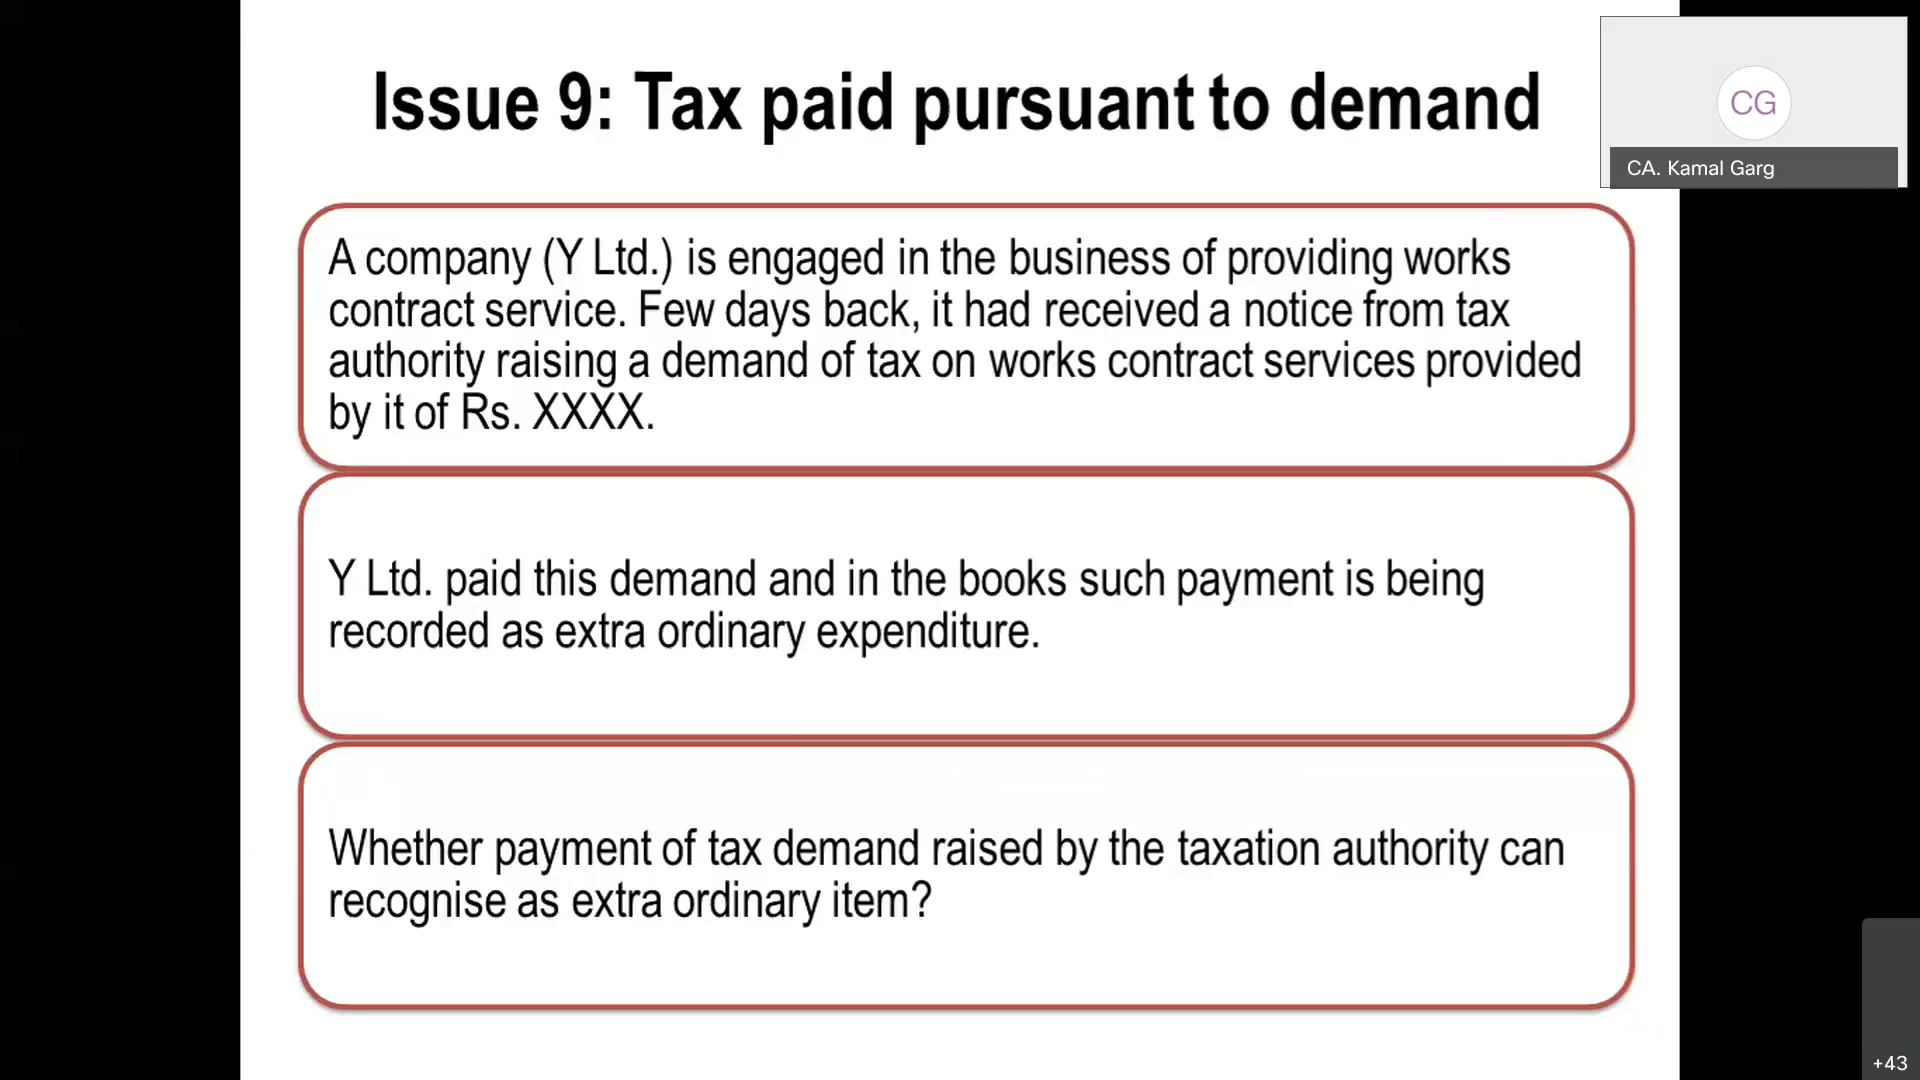 Issue 9: Tax paid pursuant to demand
CG
CA. Kamal Garg
A company (Y Ltd.) is engaged in the business of providing works
contract service. Few days back, it had received a notice from tax
authority raising a demand of tax on works contract services provided
by it of Rs. XXXX.
Y Ltd. paid this demand and in the books such payment is being
recorded as extra ordinary expenditure.
Whether payment of tax demand raised by the taxation authority can
recognise as extra ordinary item?
+43